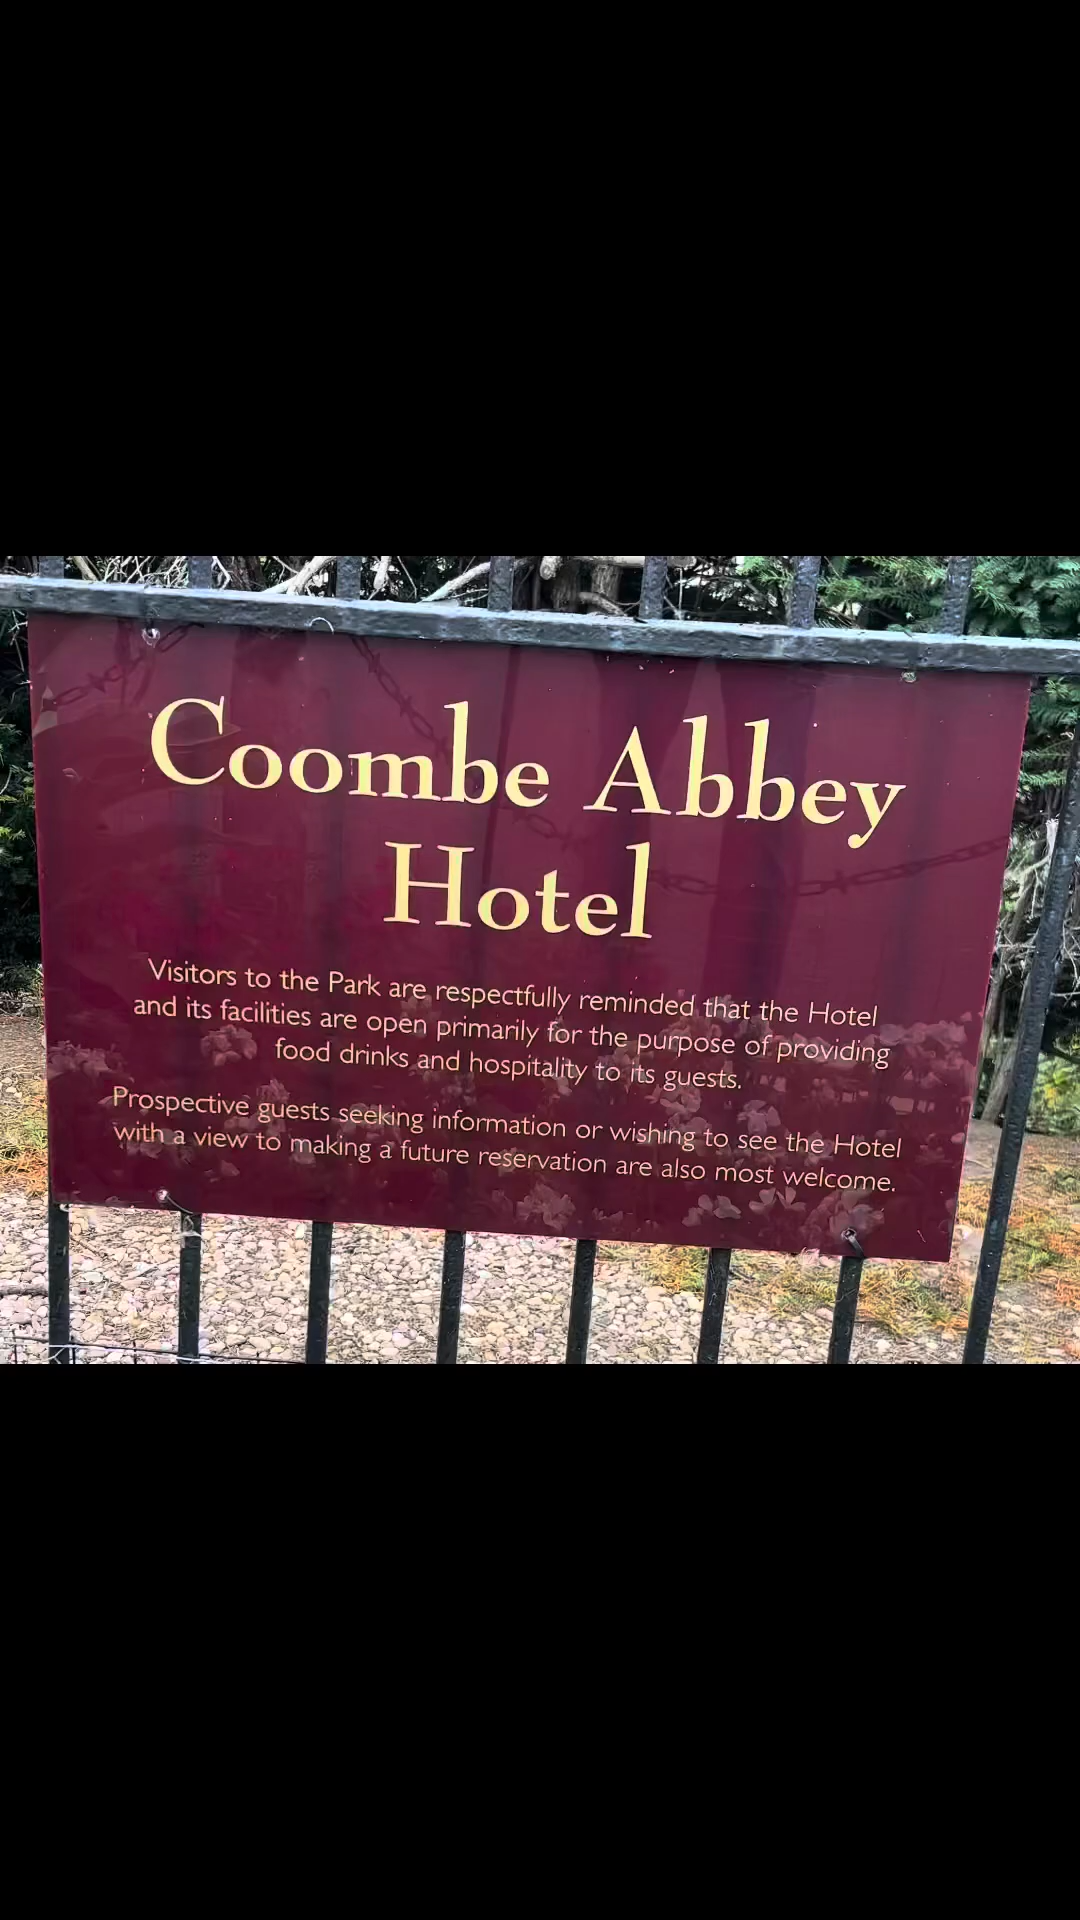 Coombe Abbey
Hotel
Visitors to the Park are respectfully reminded that the Hotel
and its facilities are open primarily for the purpose of providing
food drinks and hospitality to its guests.
Prospective guests seeking information or wishing to see the Hotel
with a view to making a future reservation are also most welcome.